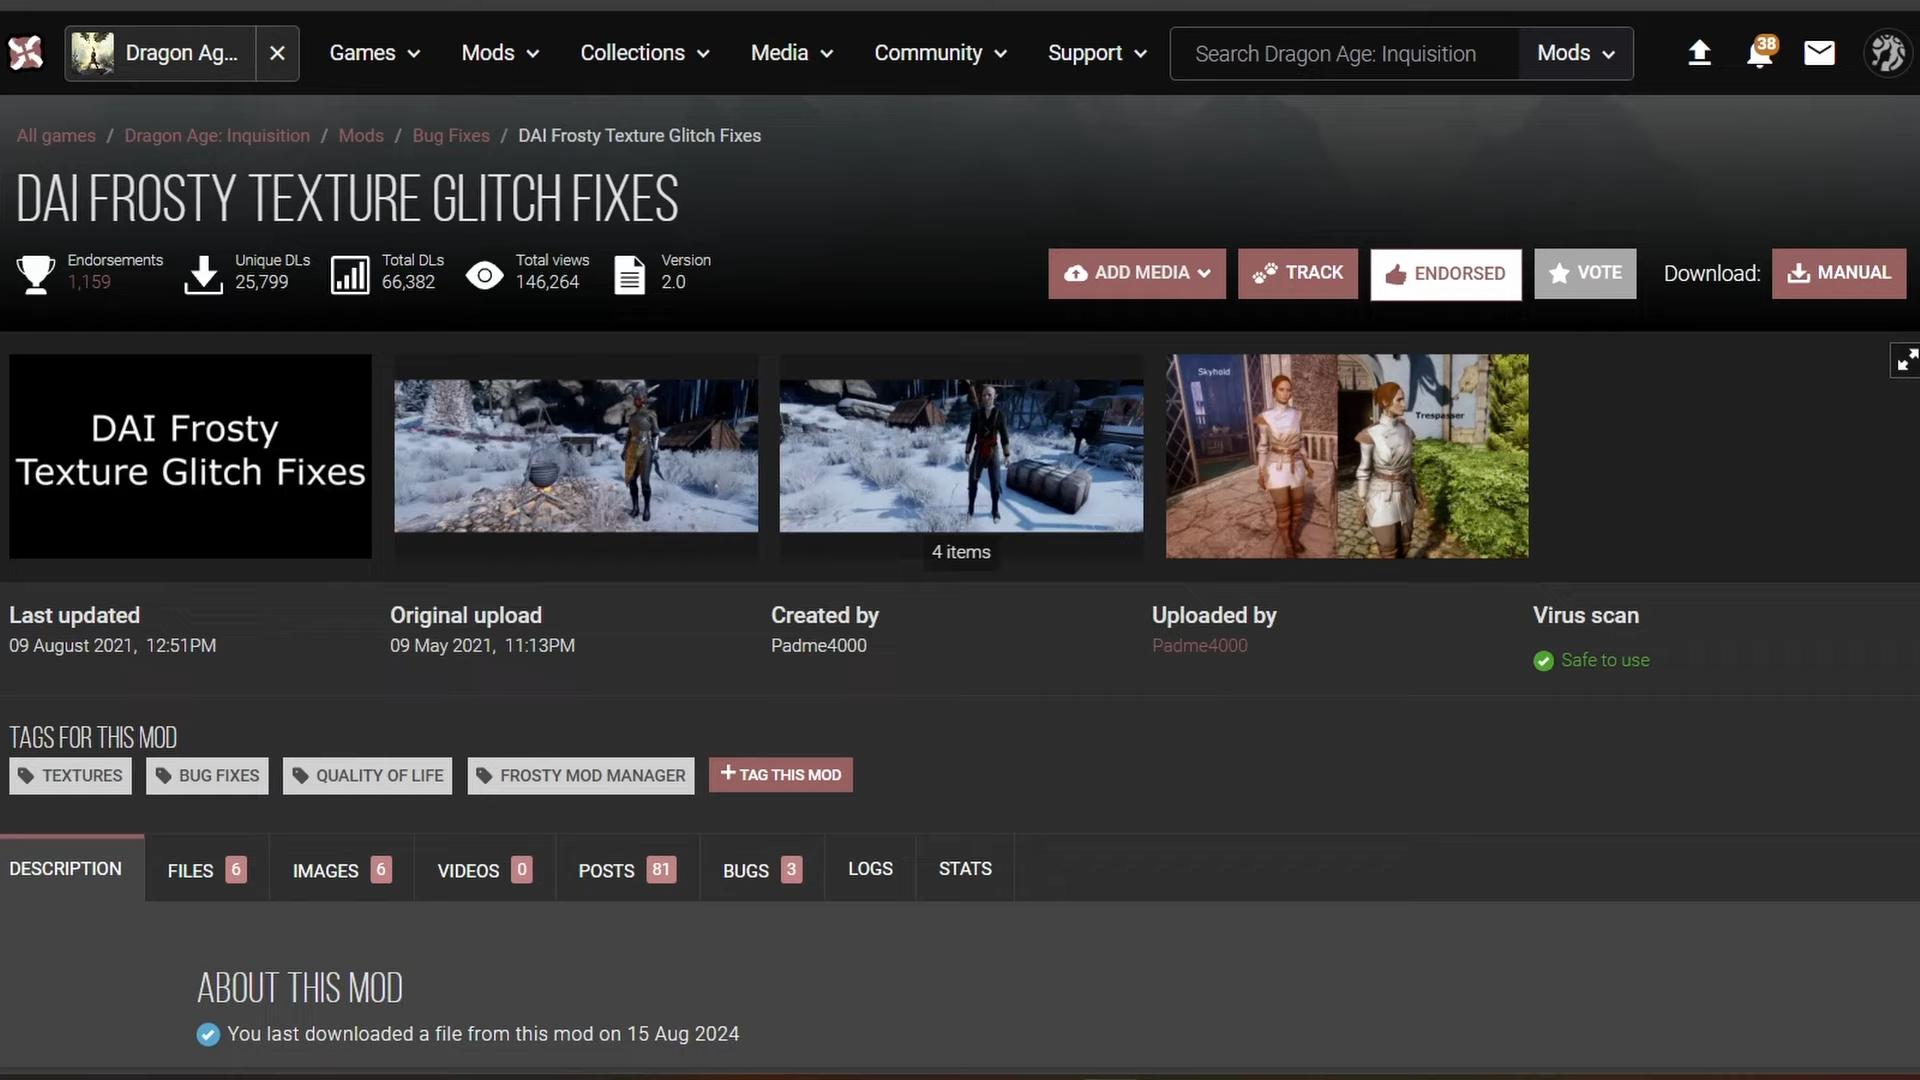 Dragon Ag...
Games
Mods
Collections
Media
Community
Support
Search Dragon Age: Inquisition
Mods
38
All games / Dragon Age: Inquisition / Mods / Bug Fixes / DAI Frosty Texture Glitch Fixes
DAI FROSTY TEXTURE GLITCH FIXES
Endorsements
1,159
Unique DLs
25,799
Total DLs
66,382
Total views
146,264
Version
2.0
ADD MEDIA
TRACK
ENDORSED
VOTE
Download:
MANUAL
DAI Frosty
Texture Glitch Fixes
Skyhold
Trespasser
4 items
Last updated
09 August 2021, 12:51PM
Original upload
09 May 2021, 11:13PM
Created by
Padme4000
Uploaded by
Padme4000
Virus scan
Safe to use
TAGS FOR THIS MOD
TEXTURES
BUG FIXES
QUALITY OF LIFE
FROSTY MOD MANAGER
+ TAG THIS MOD
DESCRIPTION
FILES 6
IMAGES 6
VIDEOS 0
POSTS 81
BUGS 3
LOGS
STATS
ABOUT THIS MOD
You last downloaded a file from this mod on 15 Aug 2024